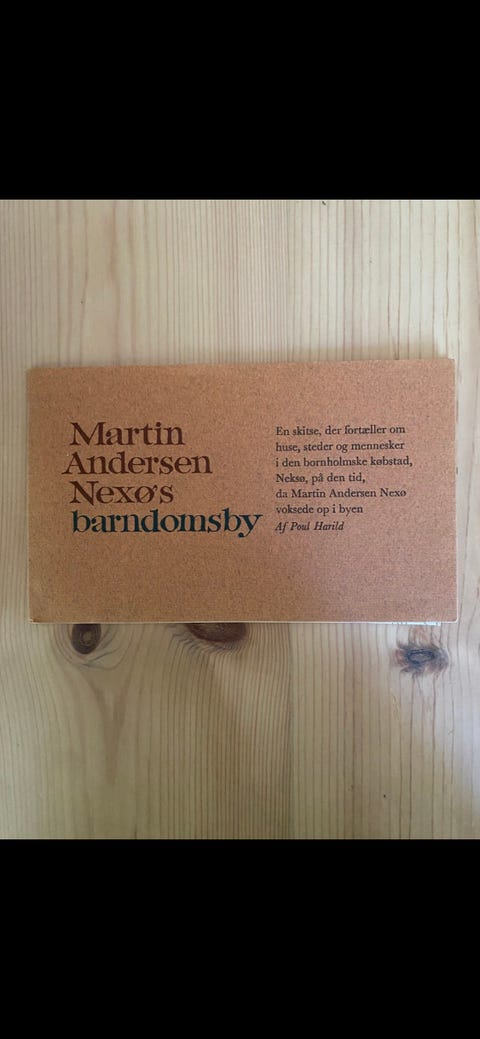 Martin
Andersen
Nexø's
barndomsby
En skitse, der fortæller om
huse, steder og mennesker
i den bornholmske købstad,
Neksø, på den tid,
da Martin Andersen Nexø
voksede op i byen
Af Poul Harild